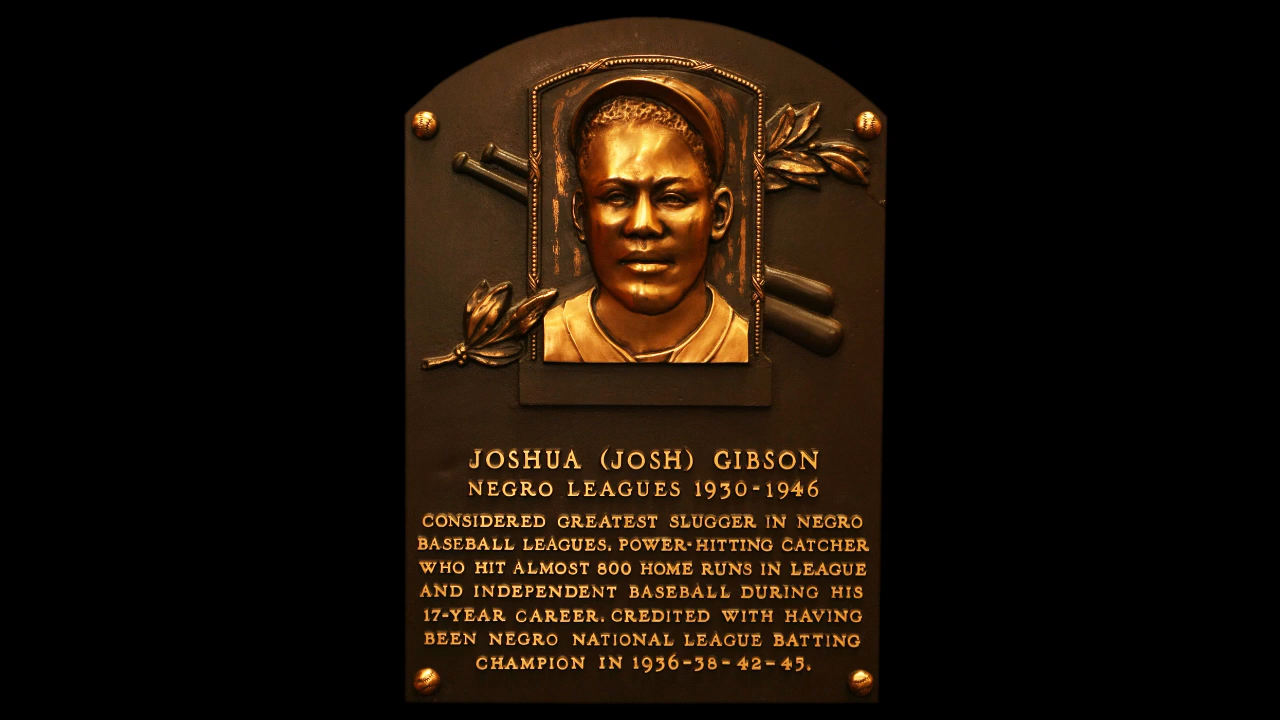 JOSHUA (JOSH) GIBSON
NEGRO LEAGUES 1930-1946
CONSIDERED GREATEST SLUGGER IN NEGRO
BASEBALL LEAGUES. POWER-HITTING CATCHER
WHO HIT ALMOST 800 HOME RUNS IN LEAGUE
AND INDEPENDENT BASEBALL DURING HIS
17-YEAR CAREER. CREDITED WITH HAVING
BEEN NEGRO NATIONAL LEAGUE BATTING
CHAMPION IN 1936-38-42-45.